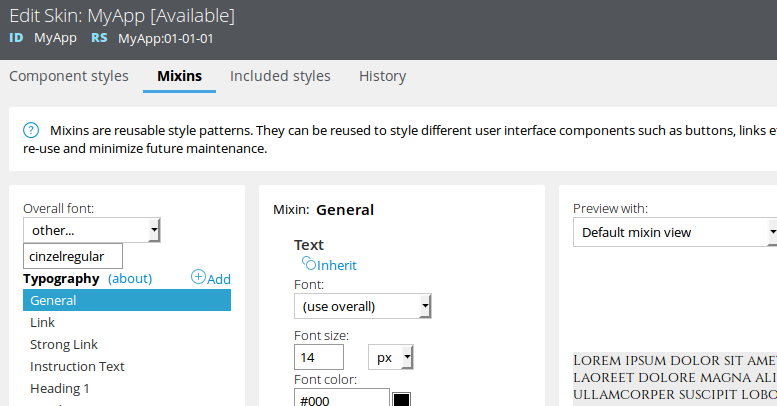 Edit Skin: MyApp [Available]
ID MyApp RS MyApp:01-01-01
Component styles Mixins Included styles History
? Mixins are reusable style patterns. They can be reused to style different user interface components such as buttons, links
re-use and minimize future maintenance.
Overall font:
other...
cinzelregular
Typography (about) Add
General
Link
Strong Link
Instruction Text
Heading 1
Mixin: General
Text
Inherit
Font:
(use overall)
Font size:
14 px
Font color:
#000
Preview with:
Default mixin view
LOREM IPSUM DOLOR SIT
LAOREET DOLORE MAGNA
ULLAMCORPER SUSCIPIT